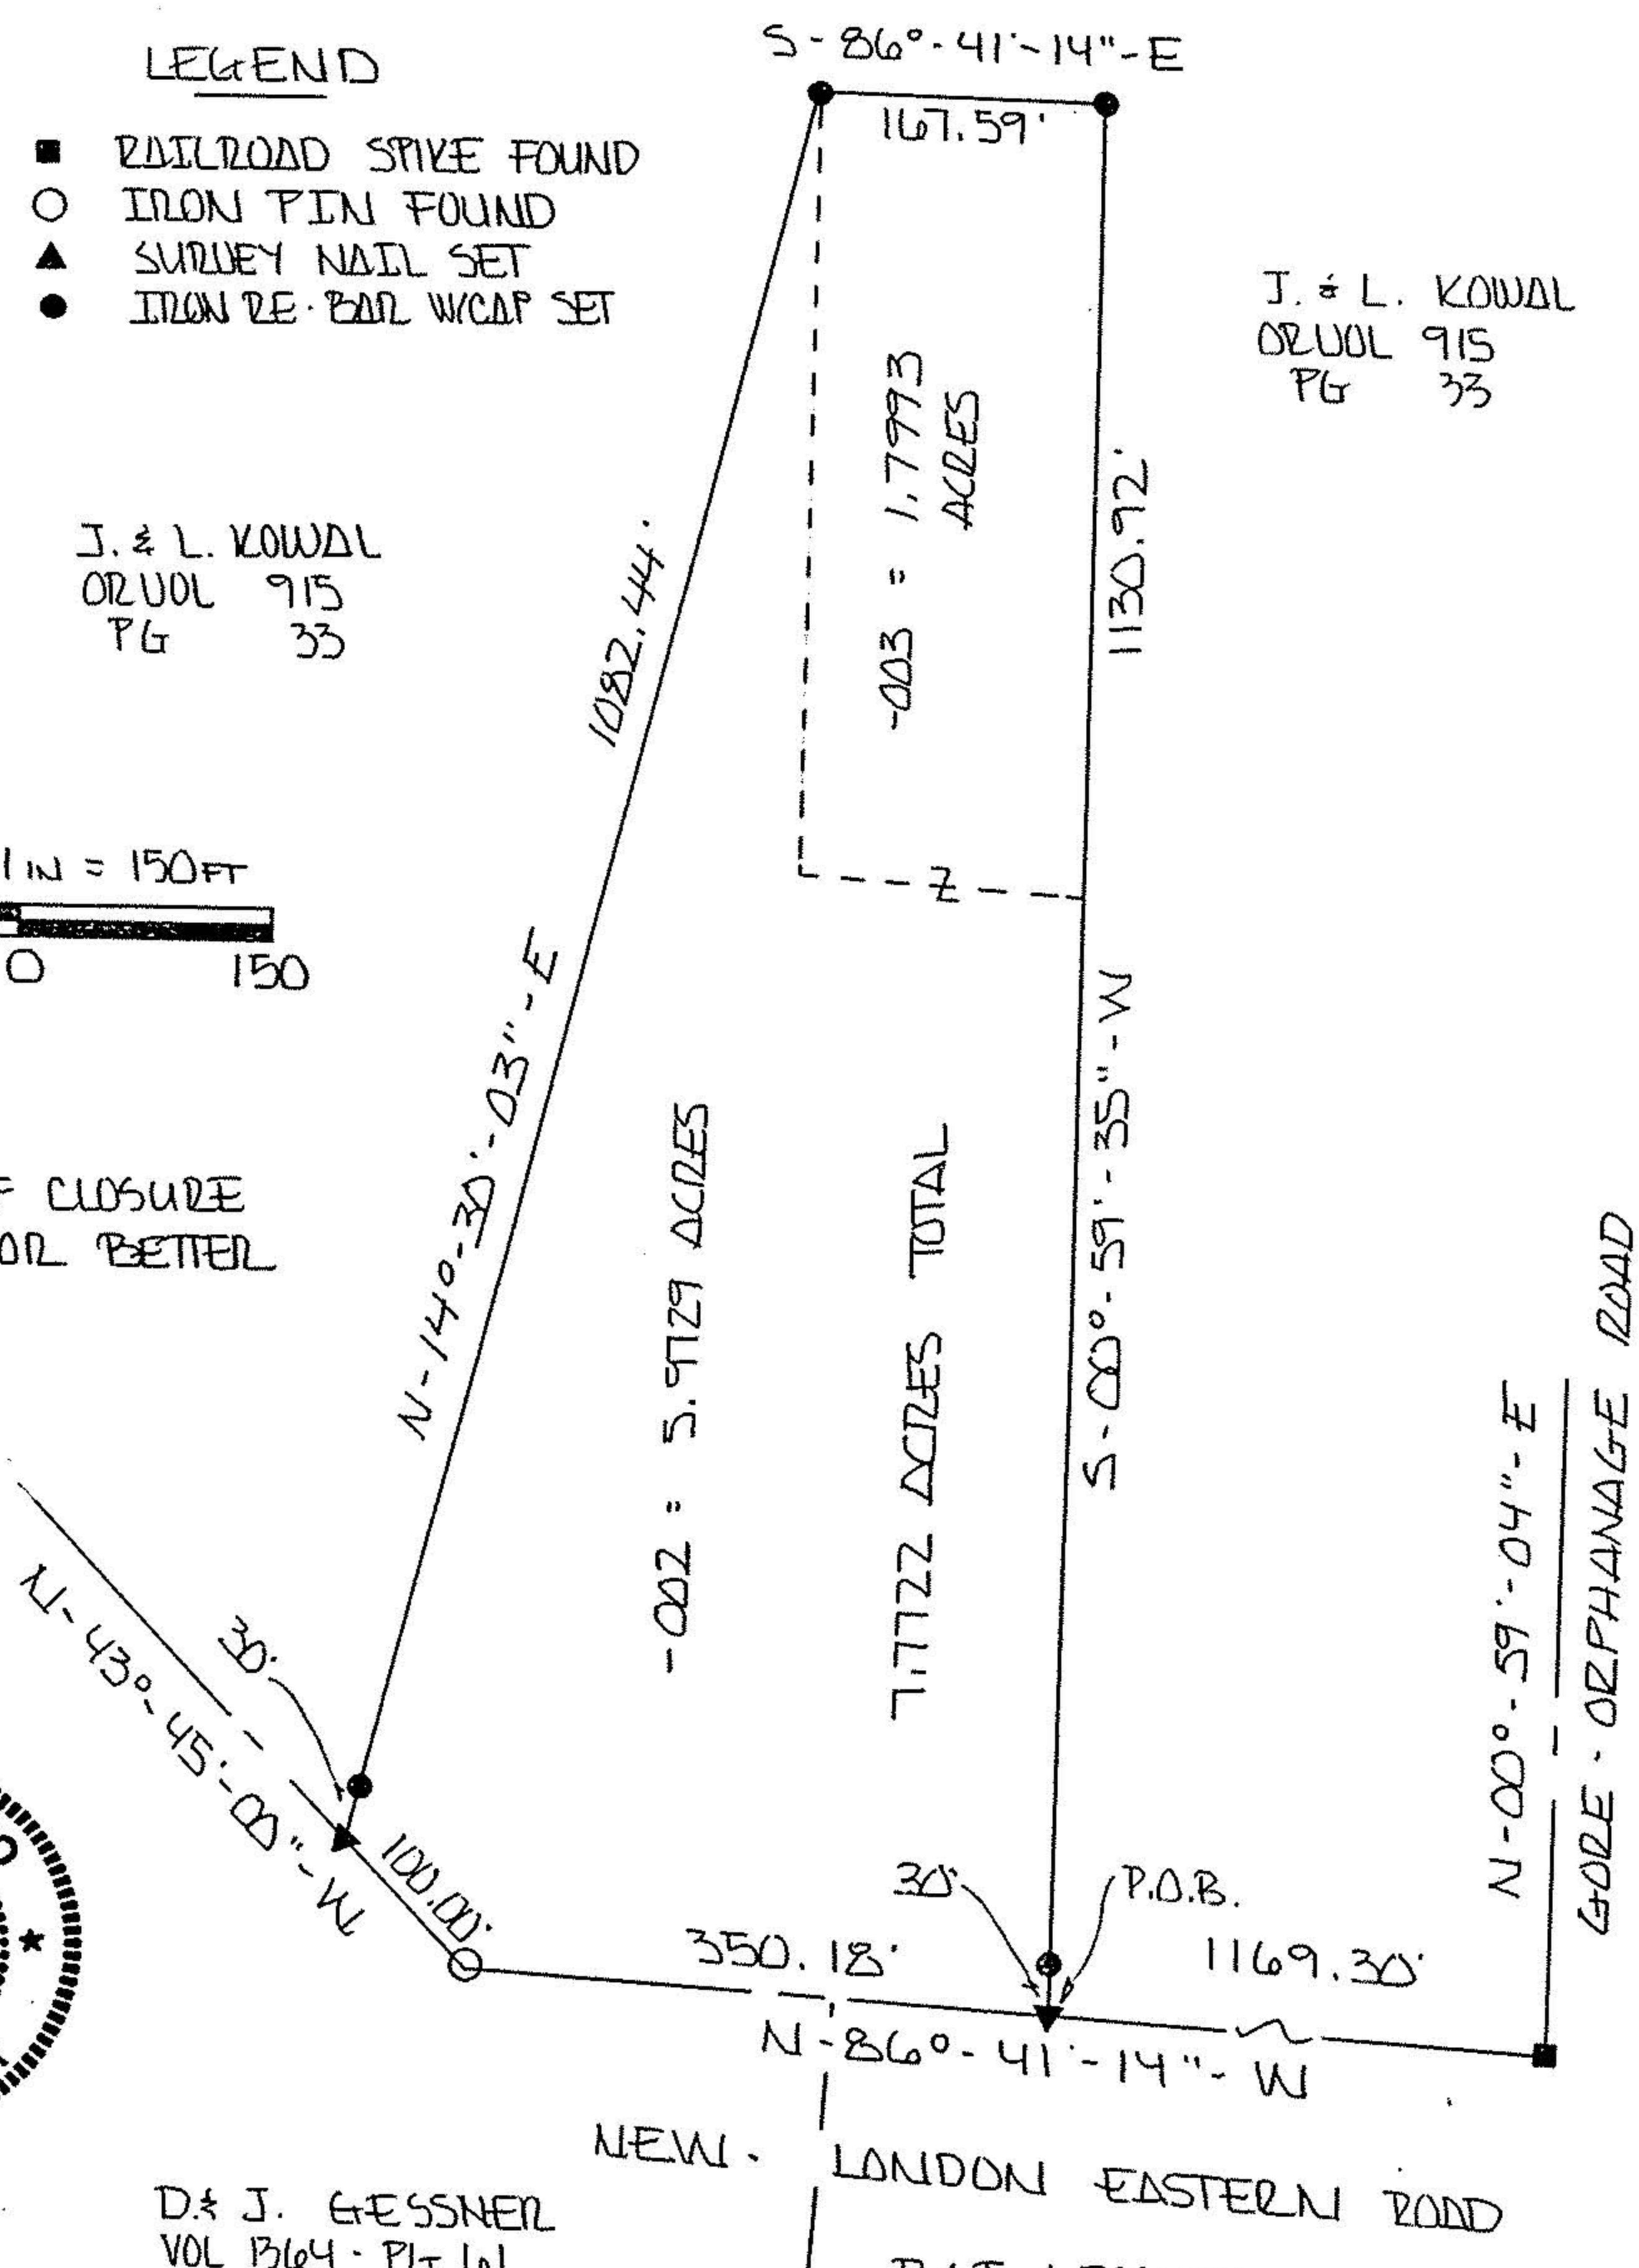 LEGEND
RAILROAD SPIKE FOUND
IRON PIN FOUND
SURVEY NAIL SET
IRON RE-BAR W/CAP SET
S-86°-41'-14"-E
167.59'
J. & L. KOWAL
OR VOL 915
PG 33
-003 = 1.7993
ACRES
1130.92'
J. & L. KOWAL
OR VOL 915
PG 33
1082.44'
1 IN = 150 FT
0 150
Z
N-14°-30'-03"-E
S-00°-59'-35"-W
CLOSURE
OR BETTER
-002 = 5.9729 ACRES
7.7722 ACRES TOTAL
N-00°-59'-04"-E
GORE-ORPHANAGE ROAD
30'
N-43°-45'-00"-W
100.00'
30'
P.O.B.
350.18'
1169.30'
N-86°-41'-14"-W
NEW- LONDON EASTERN ROAD
D. & J. GESSNER
VOL